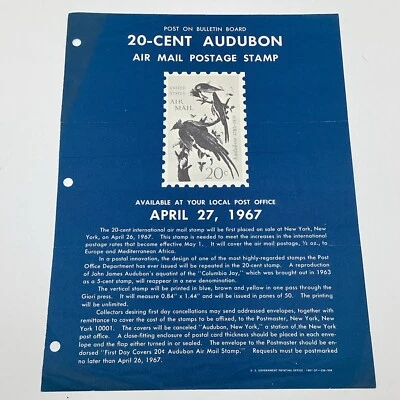 POST ON BULLETIN BOARD
20-CENT AUDUBON
AIR MAIL POSTAGE STAMP
UNITED STATES
AIR MAIL
20c
AVAILABLE AT YOUR LOCAL POST OFFICE
APRIL 27, 1967
The 20-cent international air mail stamp will be first placed on sale at New York, New
York, on April 26, 1967. This stamp is needed to meet the increases in the international
postage rates that become effective May 1. It will cover the air mail postage, ½ oz., to
Europe and Mediterranean Africa.
In a postal innovation, the design of one of the most highly-regarded stamps the Post
Office Department has ever issued will be repeated in the 20-cent stamp. A reproduction
of John James Audubon's aquatint of the "Columbia Jay," which was brought out in 1963
as a 5-cent stamp, will reappear in a new denomination.
The vertical stamp will be printed in blue, brown and yellow in one pass through the
Giori press. It will measure 0.84" x 1.44" and will be issued in panes of 50. The printing
will be unlimited.
Collectors desiring first day cancellations may send addressed envelopes, together with
remittance to cover the cost of the stamps to be affixed, to the Postmaster, New York, New
York 10001. The covers will be canceled "Audubon, New York," a station of the New York
post office. A close-fitting enclosure of postal card thickness should be placed in each enve-
lope and the flap either turned in or sealed. The envelope to the Postmaster should be en-
dorsed "First Day Covers 20¢ Audubon Air Mail Stamp." Requests must be postmarked
no later than April 26, 1967.
U.S. GOVERNMENT PRINTING OFFICE